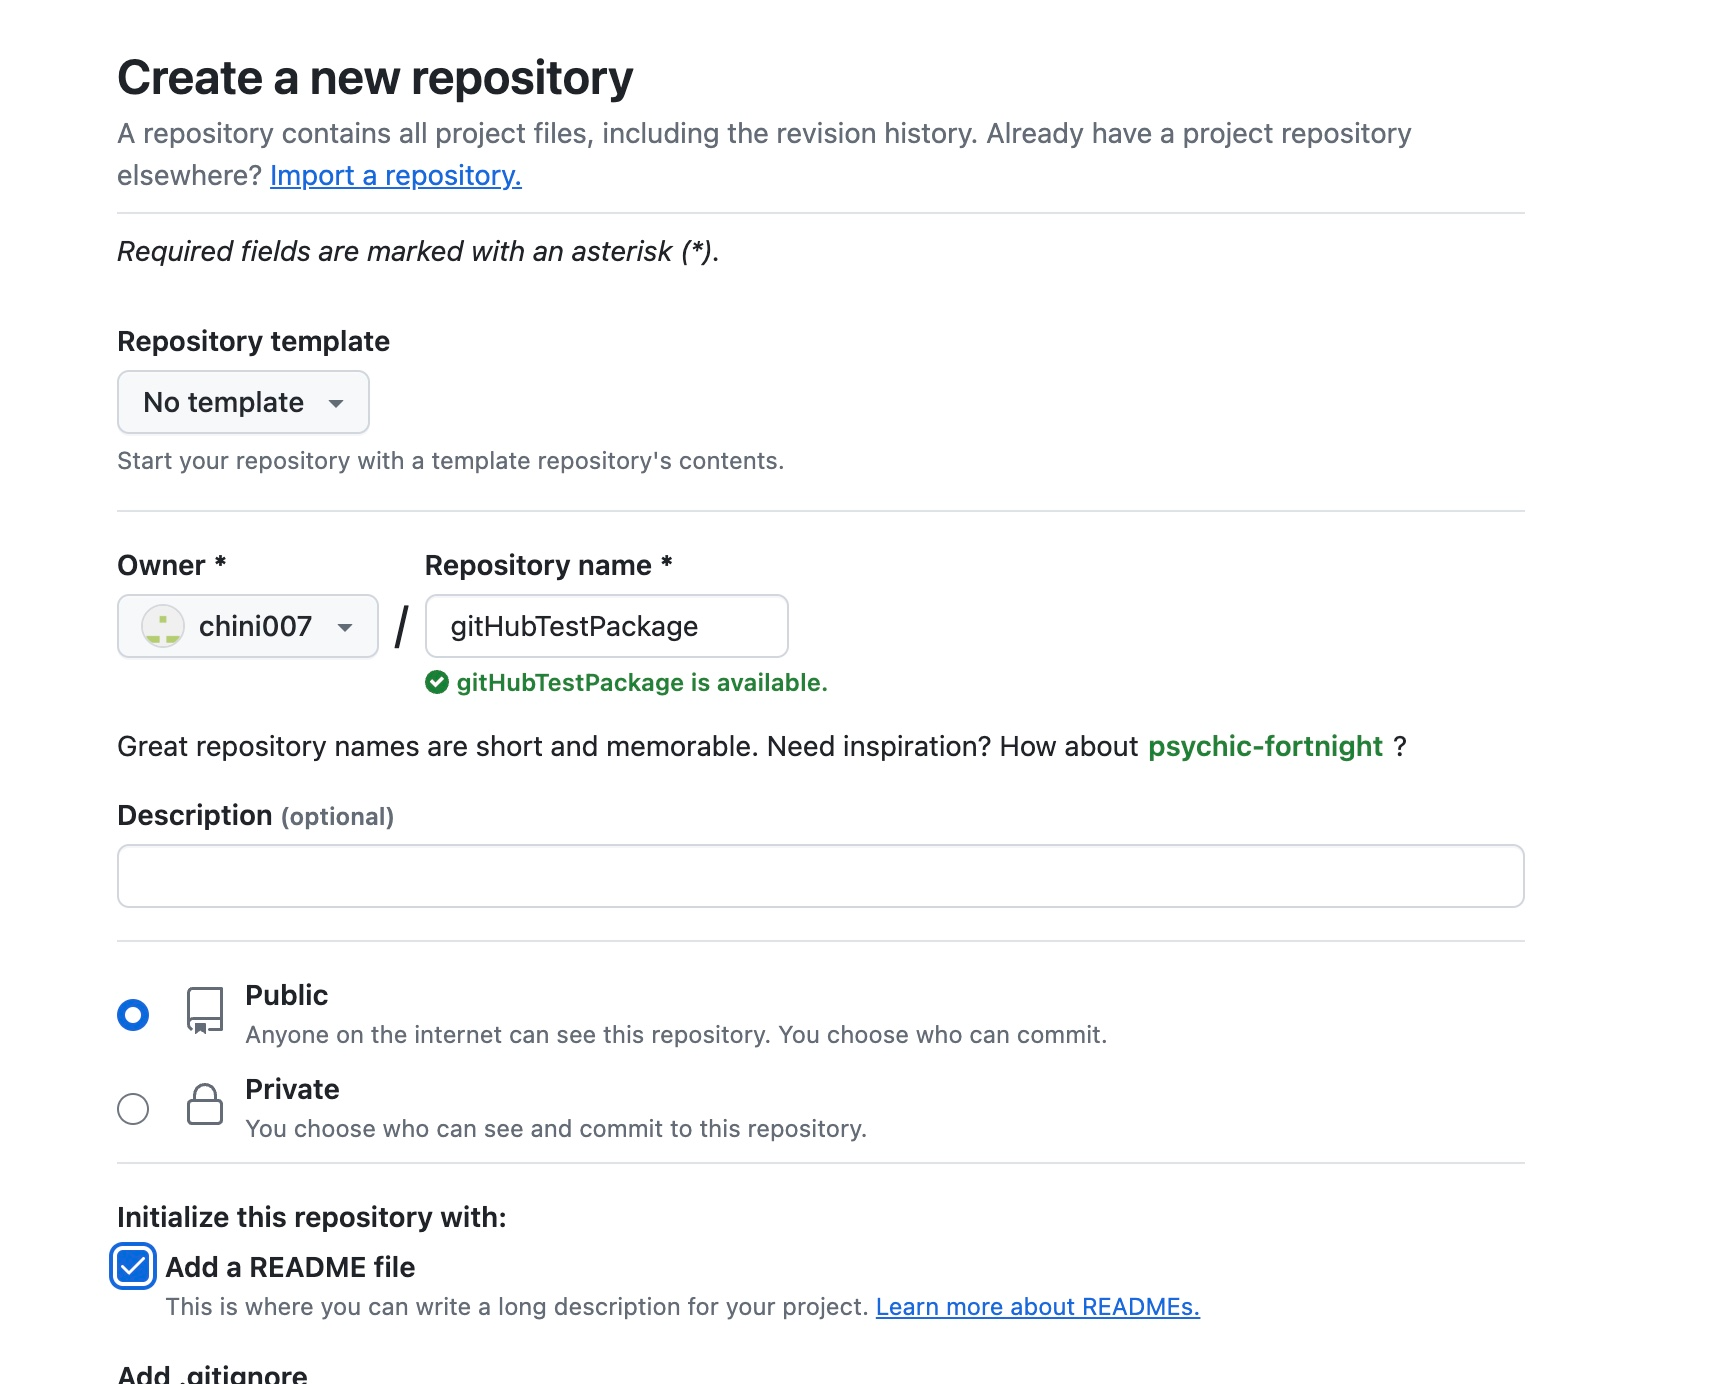 Create a new repository
A repository contains all project files, including the revision history. Already have a project repository
elsewhere? Import a repository.
Required fields are marked with an asterisk (*).
Repository template
No template
Start your repository with a template repository's contents.
Owner *
Repository name *
chini007
/
gitHubTestPackage
gitHubTestPackage is available.
Great repository names are short and memorable. Need inspiration? How about psychic-fortnight ?
Description (optional)
Public
Anyone on the internet can see this repository. You choose who can commit.
Private
You choose who can see and commit to this repository.
Initialize this repository with:
Add a README file
This is where you can write a long description for your project. Learn more about READMEs.
Add .gitignore